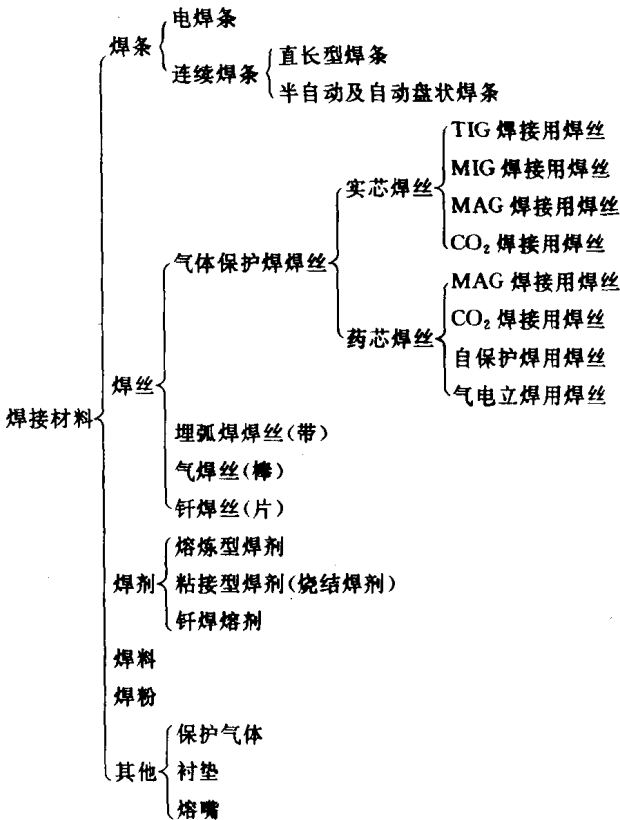 焊接材料
焊条
电焊条
连续焊条
直长型焊条
半自动及自动盘状焊条
焊丝
气体保护焊焊丝
实芯焊丝
TIG 焊接用焊丝
MIG 焊接用焊丝
MAG 焊接用焊丝
CO₂ 焊接用焊丝
药芯焊丝
MAG 焊接用焊丝
CO₂ 焊接用焊丝
自保护焊用焊丝
气电立焊用焊丝
埋弧焊焊丝(带)
气焊丝(棒)
钎焊丝(片)
焊剂
熔炼型焊剂
粘接型焊剂(烧结焊剂)
钎焊熔剂
焊料
焊粉
其他
保护气体
衬垫
熔嘴